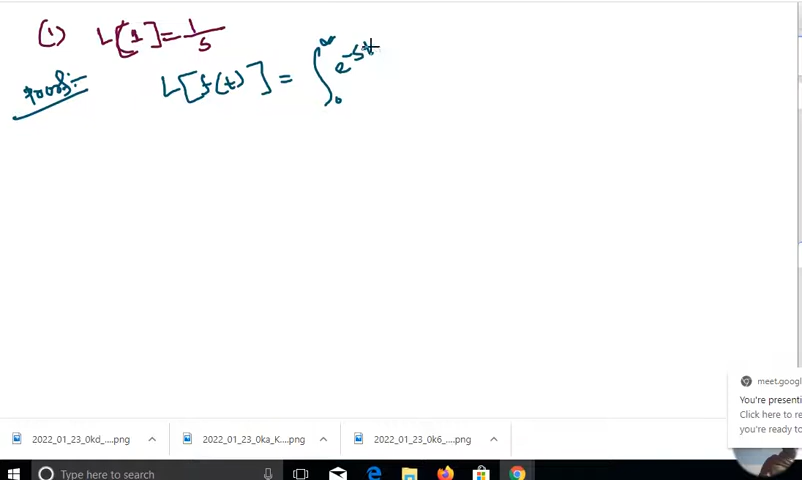 (1) L[1] = 1/s
Proof:- L[f(t)] = ∫₀^∞ e^-st
meet.googl
You're presenti
Click here to re
you're ready to
2022_01_23_0kd_....png
2022_01_23_0ka_K....png
2022_01_23_0k6_....png
Type here to search